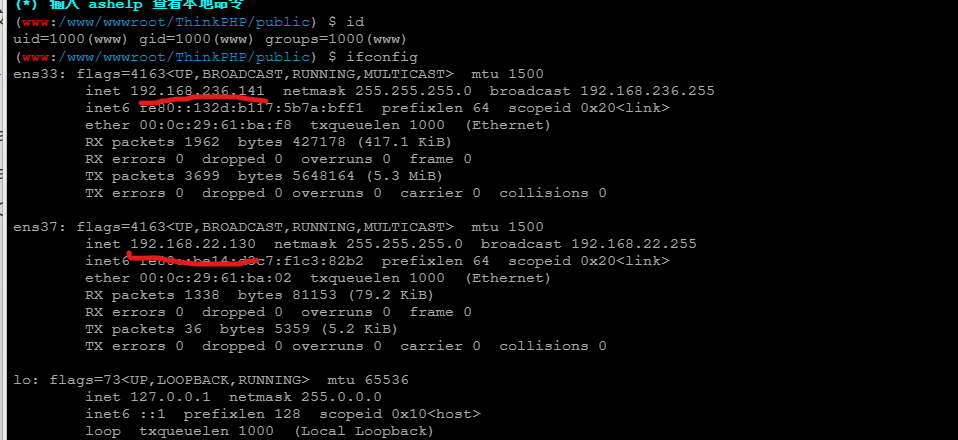 (*) 输入 ashelp 查看本地命令
(www:/www/wwwroot/ThinkPHP/public) $ id
uid=1000(www) gid=1000(www) groups=1000(www)
(www:/www/wwwroot/ThinkPHP/public) $ ifconfig
ens33: flags=4163<UP,BROADCAST,RUNNING,MULTICAST>  mtu 1500
inet 192.168.236.141  netmask 255.255.255.0  broadcast 192.168.236.255
inet6 fe80::132d:b117:5b7a:bff1  prefixlen 64  scopeid 0x20<link>
ether 00:0c:29:61:ba:f8  txqueuelen 1000  (Ethernet)
RX packets 1962  bytes 427178 (417.1 KiB)
RX errors 0  dropped 0  overruns 0  frame 0
TX packets 3699  bytes 5648164 (5.3 MiB)
TX errors 0  dropped 0 overruns 0  carrier 0  collisions 0
ens37: flags=4163<UP,BROADCAST,RUNNING,MULTICAST>  mtu 1500
inet 192.168.22.130  netmask 255.255.255.0  broadcast 192.168.22.255
inet6 prefixlen 64  scopeid 0x20<link>
ether 00:0c:29:61:ba:02  txqueuelen 1000  (Ethernet)
RX packets 1338  bytes 81153 (79.2 KiB)
RX errors 0  dropped 0  overruns 0  frame 0
TX packets 36  bytes 5359 (5.2 KiB)
TX errors 0  dropped 0 overruns 0  carrier 0  collisions 0
lo: flags=73<UP,LOOPBACK,RUNNING>  mtu 65536
inet 127.0.0.1  netmask 255.0.0.0
inet6 ::1  prefixlen 128  scopeid 0x10<host>
loop  txqueuelen 1000  (Local Loopback)